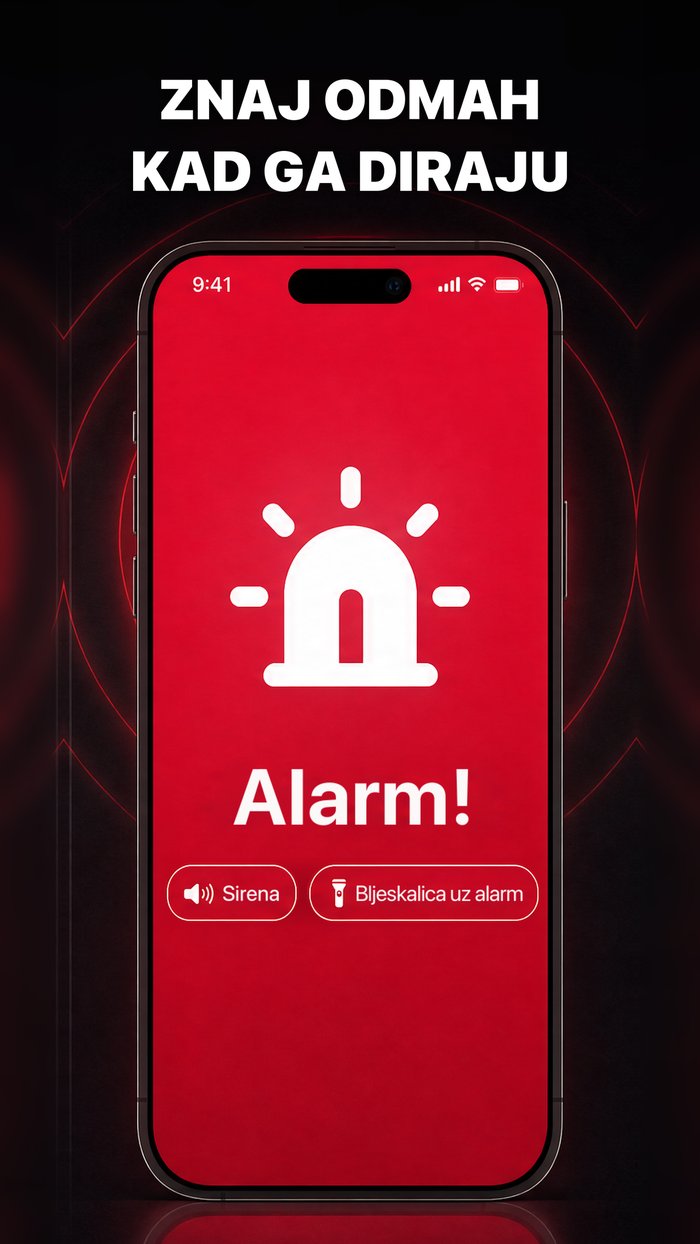 ZNAJ ODMAH
KAD GA DIRAJU
9:41
Alarm!
Sirena
Bljeskalica uz alarm